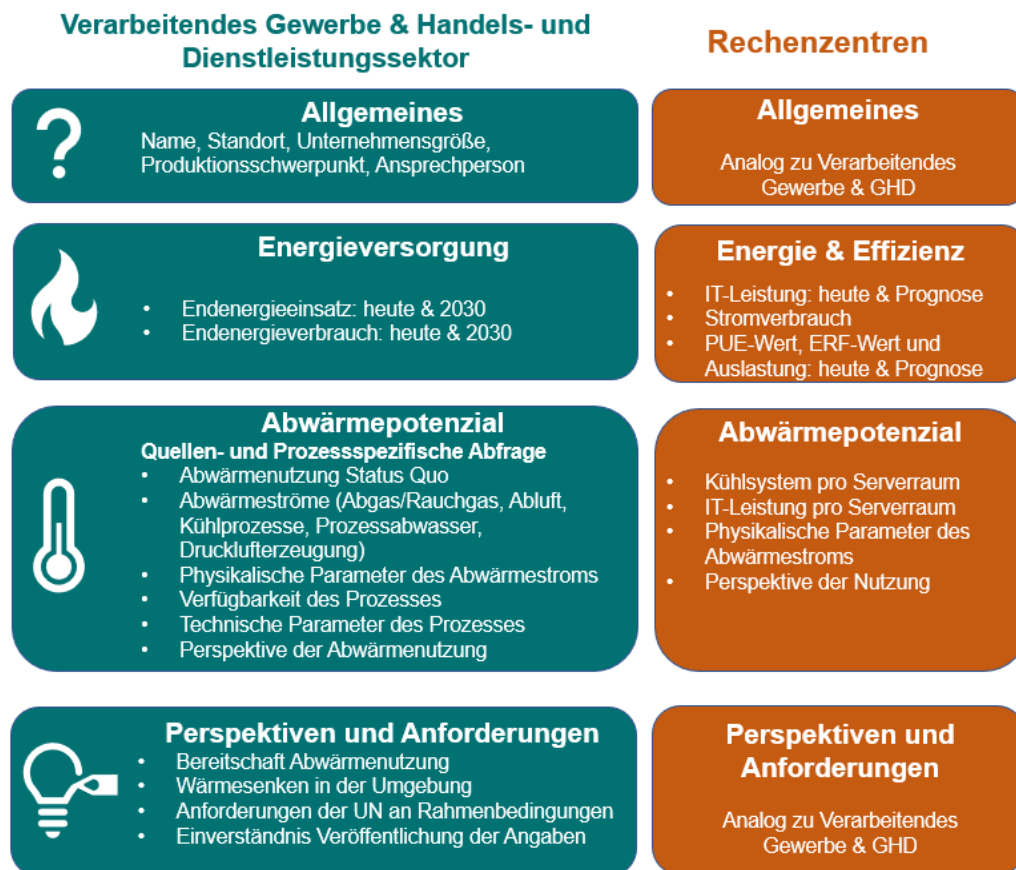 Verarbeitendes Gewerbe & Handels- und
Dienstleistungssektor
Allgemeines
Name, Standort, Unternehmensgröße,
Produktionsschwerpunkt, Ansprechperson
Energieversorgung
• Endenergieeinsatz: heute & 2030
• Endenergieverbrauch: heute & 2030
Abwärmepotenzial
Quellen- und Prozessspezifische Abfrage
• Abwärmenutzung Status Quo
• Abwärmeströme (Abgas/Rauchgas, Abluft,
Kühlprozesse, Prozessabwasser,
Drucklufterzeugung)
• Physikalische Parameter des Abwärmestroms
• Verfügbarkeit des Prozesses
• Technische Parameter des Prozesses
• Perspektive der Abwärmenutzung
Perspektiven und Anforderungen
• Bereitschaft Abwärmenutzung
• Wärmesenken in der Umgebung
• Anforderungen der UN an Rahmenbedingungen
• Einverständnis Veröffentlichung der Angaben
Rechenzentren
Allgemeines
Analog zu Verarbeitendes
Gewerbe & GHD
Energie & Effizienz
• IT-Leistung: heute & Prognose
• Stromverbrauch
• PUE-Wert, ERF-Wert und
Auslastung: heute & Prognose
Abwärmepotenzial
• Kühlsystem pro Serverraum
• IT-Leistung pro Serverraum
• Physikalische Parameter des
Abwärmestroms
• Perspektive der Nutzung
Perspektiven und
Anforderungen
Analog zu Verarbeitendes
Gewerbe & GHD